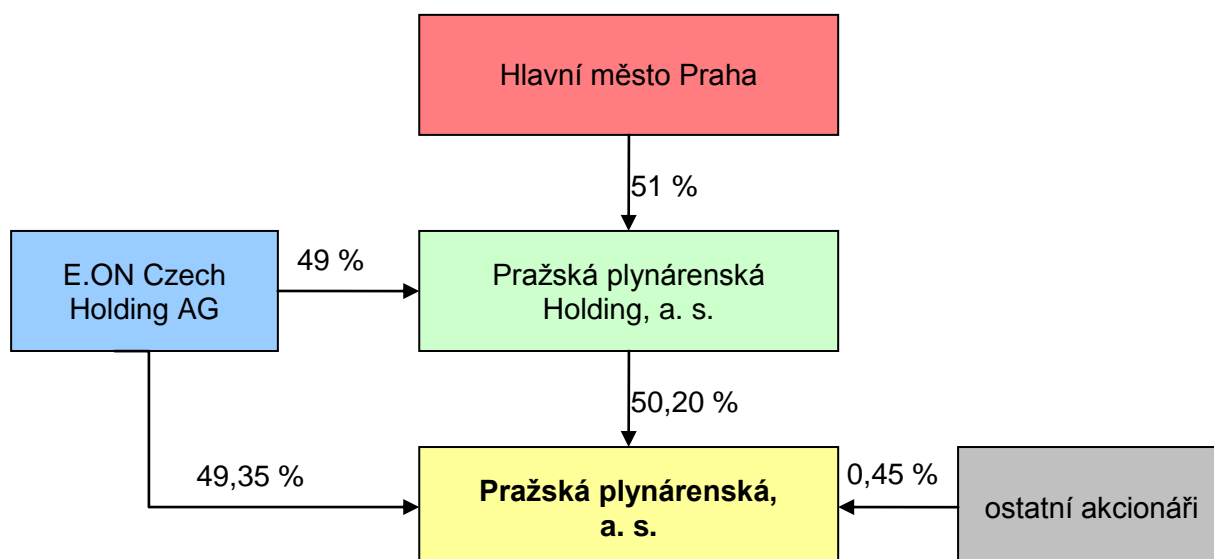 Hlavní město Praha
51 %
E.ON Czech
Holding AG
49 %
Pražská plynárenská
Holding, a. s.
50,20 %
49,35 %
Pražská plynárenská,
a. s.
0,45 %
ostatní akcionáři